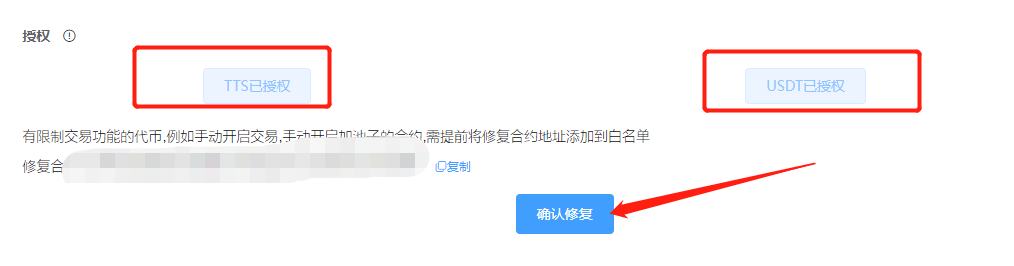 授权
TTS已授权
USDT已授权
有限制交易功能的代币,例如手动开启交易,手动开启加池子的合约,需提前将修复合约地址添加到白名单
修复合
复制
确认修复